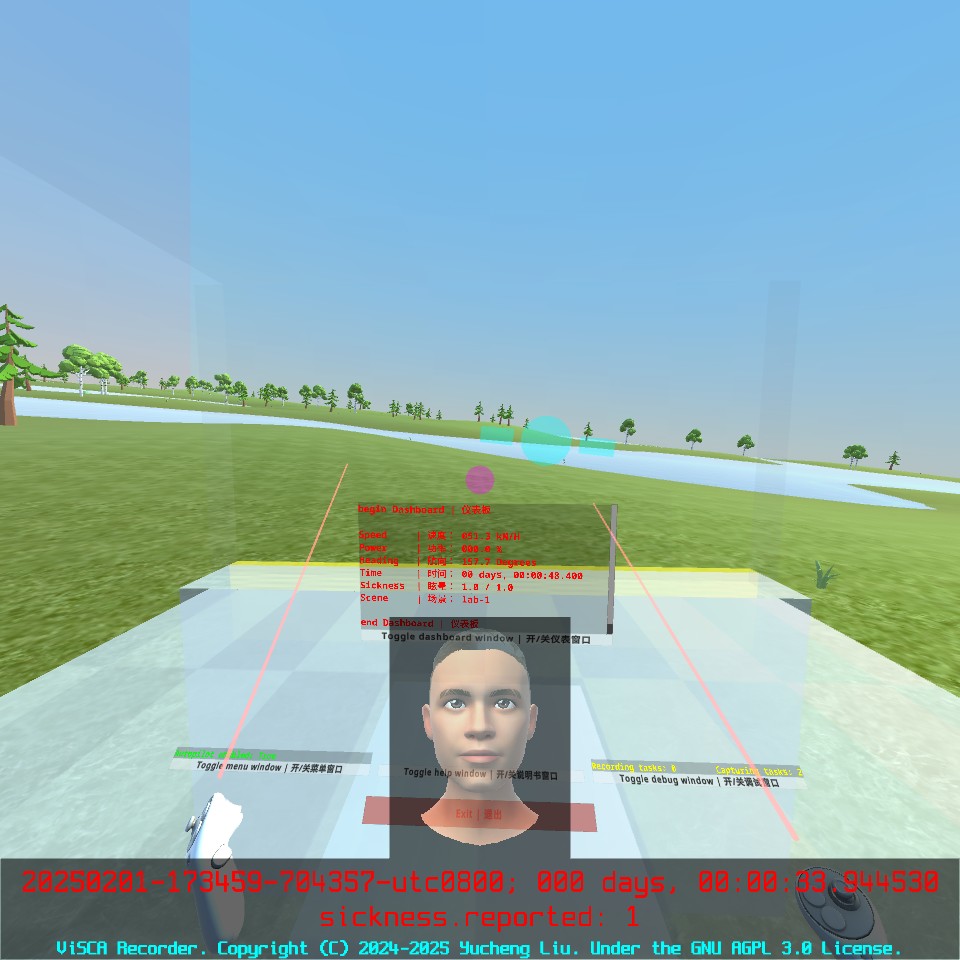 begin Dashboard | 仪表板
Speed | 速度: 051.3 kN/H
Power | 功率: 000.0 %
heading | 航向: 157.7 Degrees
Time | 时间: 00 days, 00:00:48.400
Sickness | 眩晕: 1.0 / 1.0
Scene | 场景: lab-1
end Dashboard | 仪表板
Toggle dashboard window | 开/关仪表窗口
Toggle menu window | 开/关菜单窗口
Toggle help window | 开/关说明书窗口
Recording tasks: 0 Capturing tasks: 2
Toggle debug window | 开/关调试窗口
Exit | 退出
20250201-173459-704357-utc0800; 000 days, 00:00:33.944530
sickness.reported: 1
ViSCA Recorder. Copyright (C) 2024-2025 Yucheng Liu. Under the GNU AGPL 3.0 License.